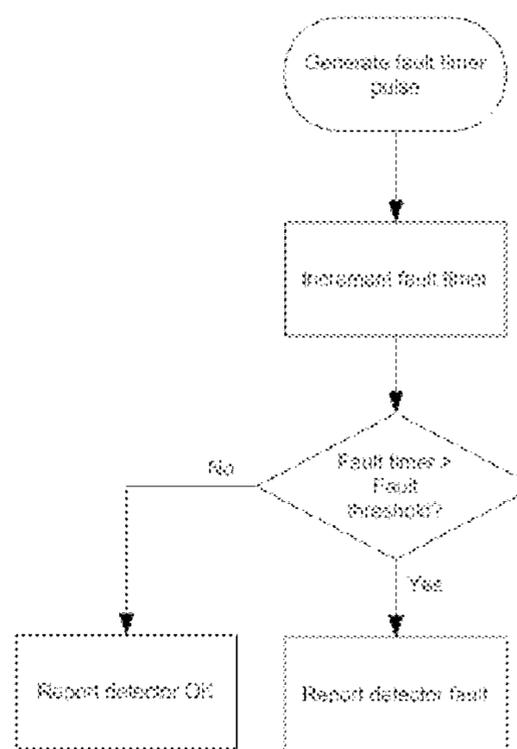 Generate fault timer
pulse
Increment fault timer
Fault timer >
Fault
threshold?
No
Yes
Report detector OK
Report detector fault